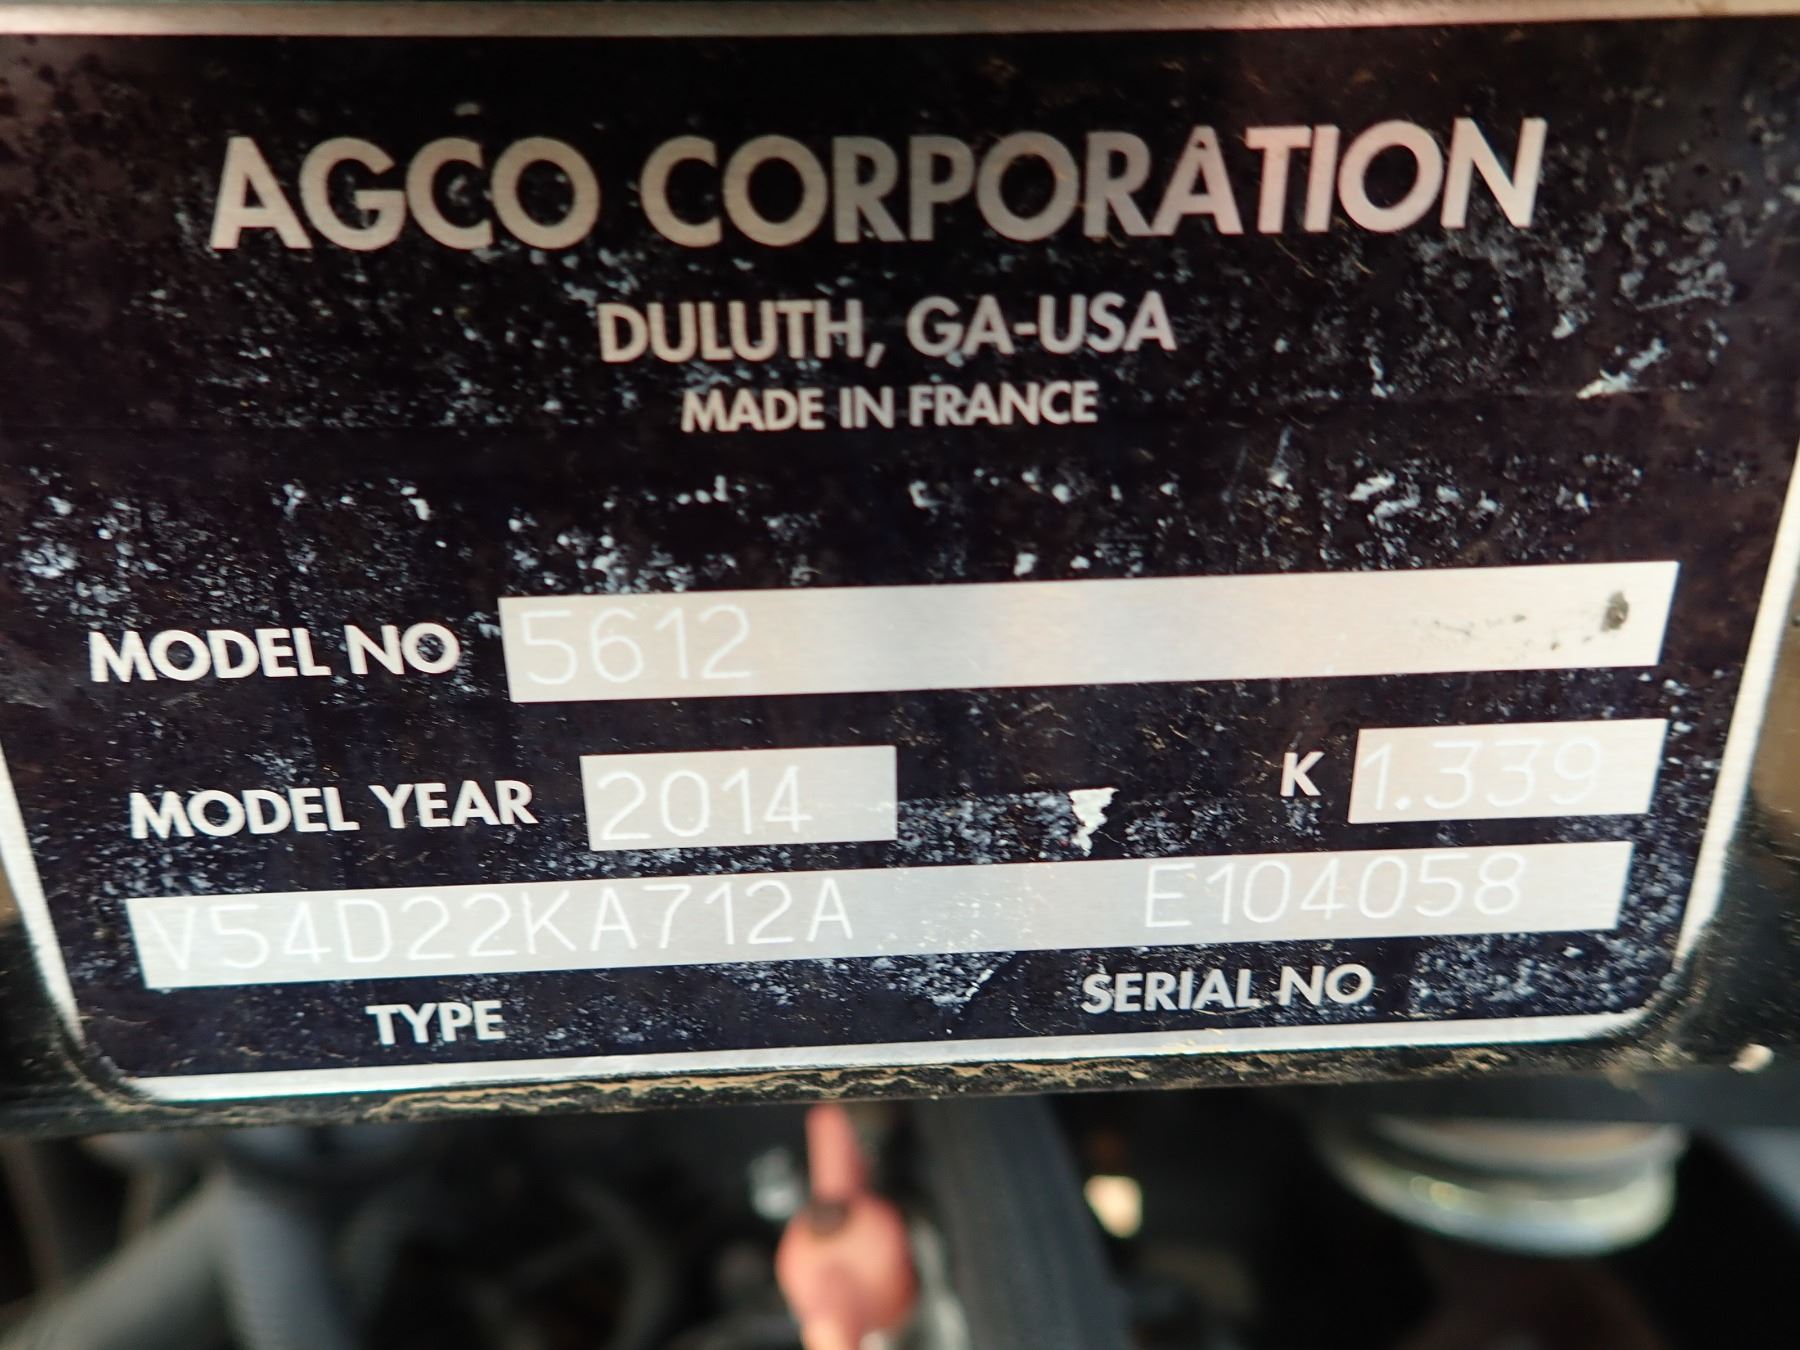 AGCO CORPORATION
DULUTH, GA-USA
MADE IN FRANCE
MODEL NO 5612
MODEL YEAR 2014 K 1.339
V54D22KA712A E104058
TYPE SERIAL NO